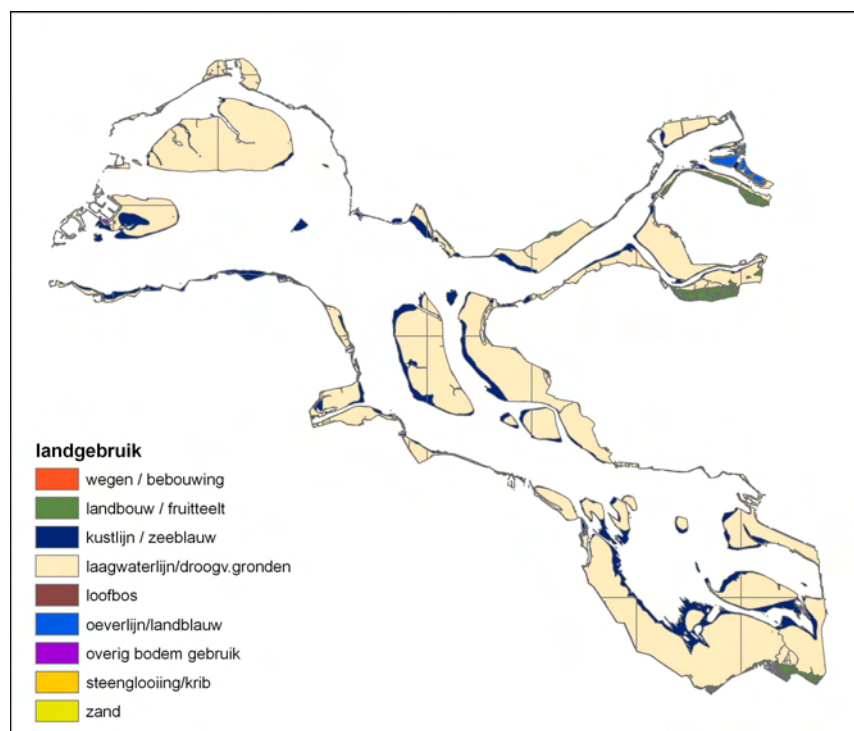 landgebruik
wegen / bebouwing
landbouw / fruitteelt
kustlijn / zeeblauw
laagwaterlijn/droogv.gronden
loofbos
oeverlijn/landblauw
overig bodem gebruik
steenglooiing/krib
zand